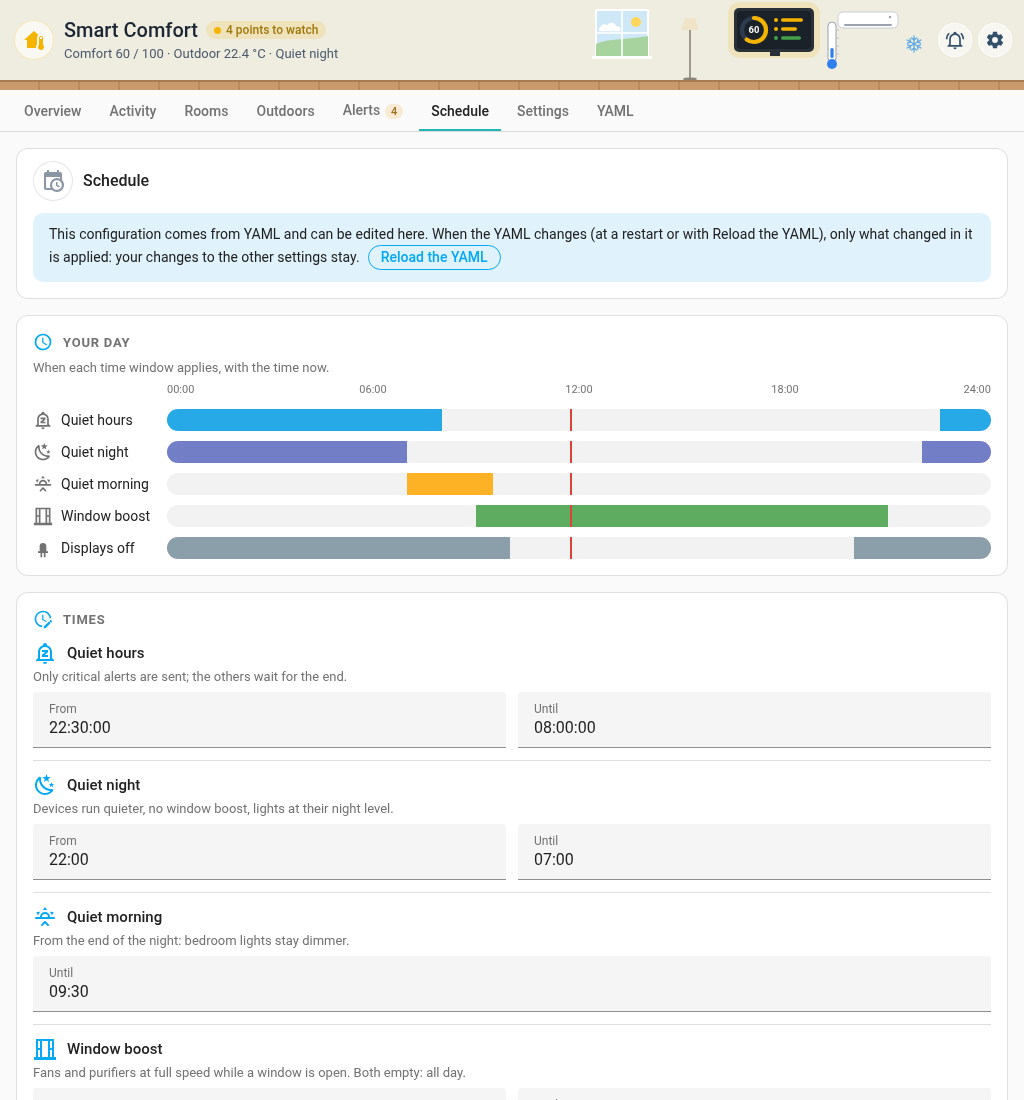 Smart Comfort
4 points to watch
Comfort 60 / 100 · Outdoor 22.4 °C · Quiet night
60
Overview
Activity
Rooms
Outdoors
Alerts 4
Schedule
Settings
YAML
Schedule
This configuration comes from YAML and can be edited here. When the YAML changes (at a restart or with Reload the YAML), only what changed in it
is applied: your changes to the other settings stay. Reload the YAML
YOUR DAY
When each time window applies, with the time now.
00:00 06:00 12:00 18:00 24:00
Quiet hours
Quiet night
Quiet morning
Window boost
Displays off
TIMES
Quiet hours
Only critical alerts are sent; the others wait for the end.
From Until
22:30:00 08:00:00
Quiet night
Devices run quieter, no window boost, lights at their night level.
From Until
22:00 07:00
Quiet morning
From the end of the night: bedroom lights stay dimmer.
Until
09:30
Window boost
Fans and purifiers at full speed while a window is open. Both empty: all day.